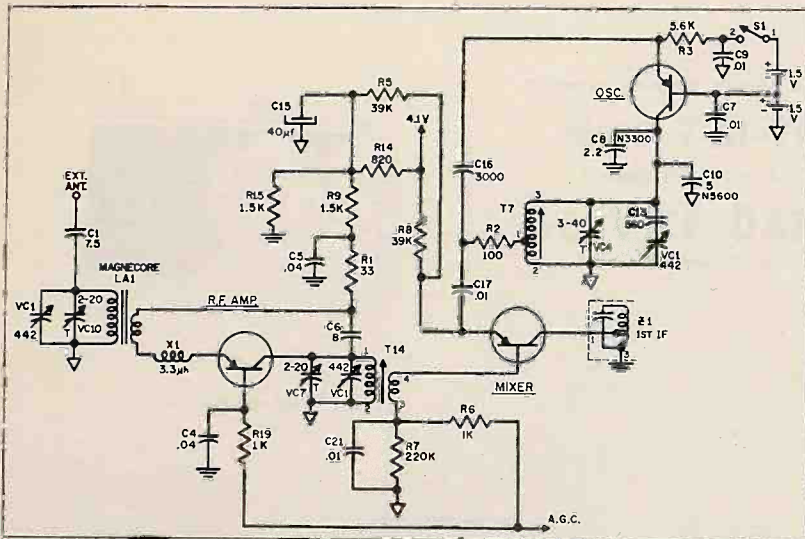 5.6K
R3
2
S1
1
C9
.01
1.5
V
1.5
V
OSC.
C7
.01
R5
39K
C15
40µf
4.1V
R14
820
C8
2.2
N3300
C10
5
N5600
C16
3000
EXT.
ANT.
C1
7.5
R15
1.5K
R9
1.5K
R8
39K
R2
100
T7
3
1
2
3-40
T
VC4
560
VC1
442
C5
.04
R1
33
C17
.01
MAGNECORE
LA1
R.F. AMP.
VC1
442
2-20
T
VC10
C6
8
X1
3.3µh
2-20
T
VC7
442
VC1
1
2
T14
4
3
MIXER
Z1
1ST IF
3
C4
.04
R19
1K
C21
.01
R7
220K
R6
1K
A.G.C.